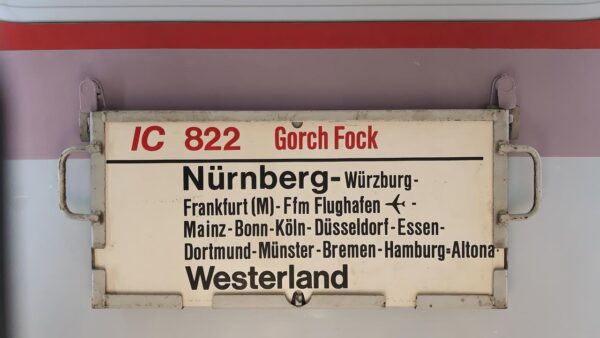 IC 822 Gorch Fock
Nürnberg-Würzburg-
Frankfurt (M)-Ffm Flughafen ✈ -
Mainz-Bonn-Köln-Düsseldorf-Essen-
Dortmund-Münster-Bremen-Hamburg=Altona-
Westerland